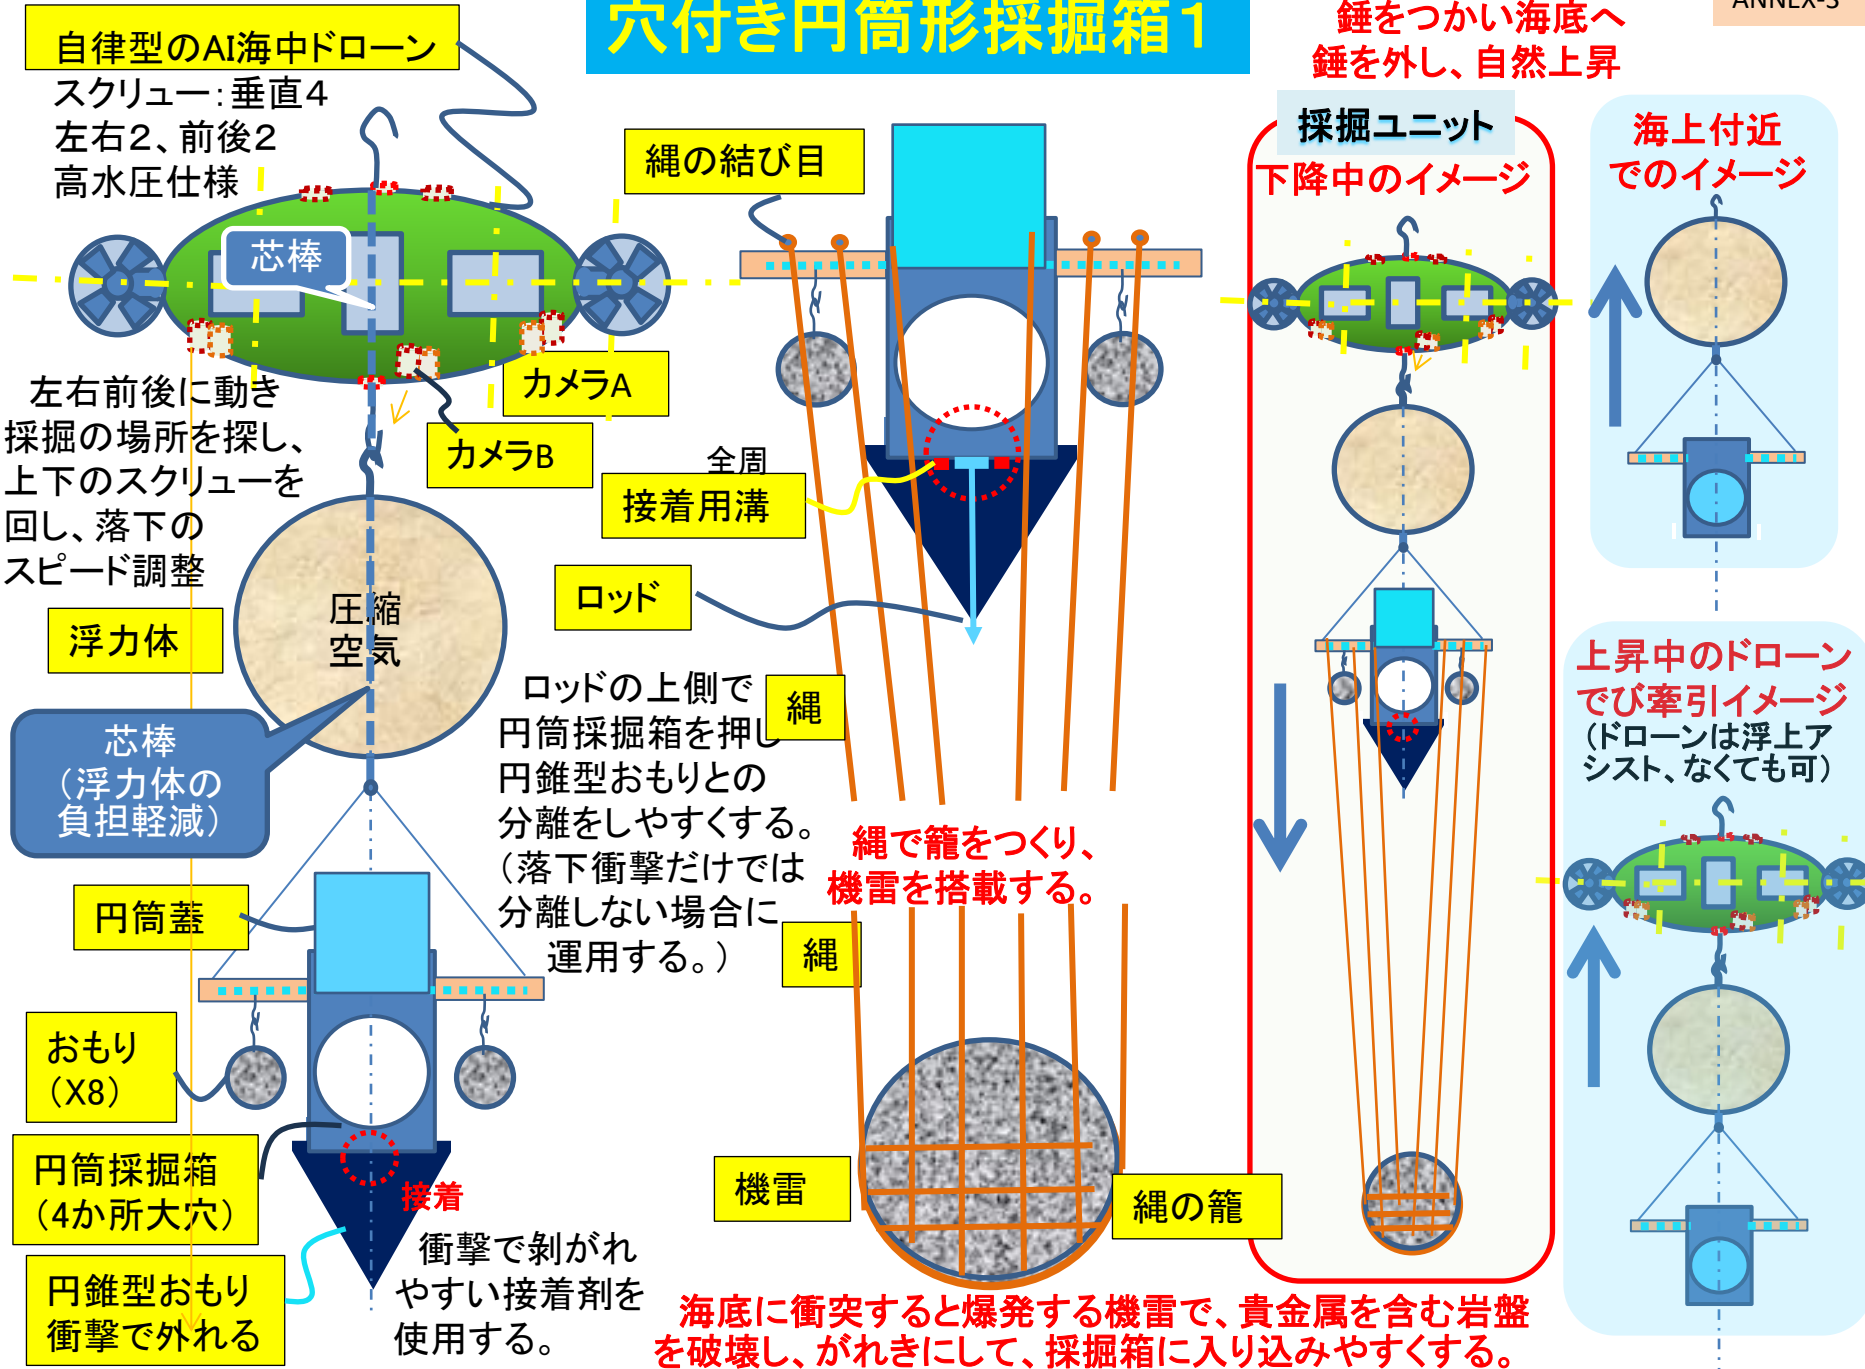 穴付き円筒形採掘箱1
錘をつかい海底へ
錘を外し、自然上昇
ANNEX-3
自律型のAI海中ドローン
スクリュー：垂直4
左右2、前後2
高水圧仕様
芯棒
左右前後に動き
採掘の場所を探し、
上下のスクリューを
回し、落下の
スピード調整
カメラA
カメラB
浮力体
圧縮
空気
芯棒
（浮力体の
負担軽減）
円筒蓋
おもり
（X8）
円筒採掘箱
（4か所大穴）
円錐型おもり
衝撃で外れる
接着
衝撃で剝がれ
やすい接着剤を
使用する。
縄の結び目
全周
接着用溝
ロッド
ロッドの上側で
円筒採掘箱を押し
円錐型おもりとの
分離をしやすくする。
（落下衝撃だけでは
分離しない場合に
運用する。）
縄
縄で籠をつくり、
機雷を搭載する。
縄
機雷
縄の籠
海底に衝突すると爆発する機雷で、貴金属を含む岩盤
を破壊し、がれきにして、採掘箱に入り込みやすくする。
採掘ユニット
下降中のイメージ
海上付近
でのイメージ
上昇中のドローン
でび牽引イメージ
（ドローンは浮上ア
シスト、なくても可）